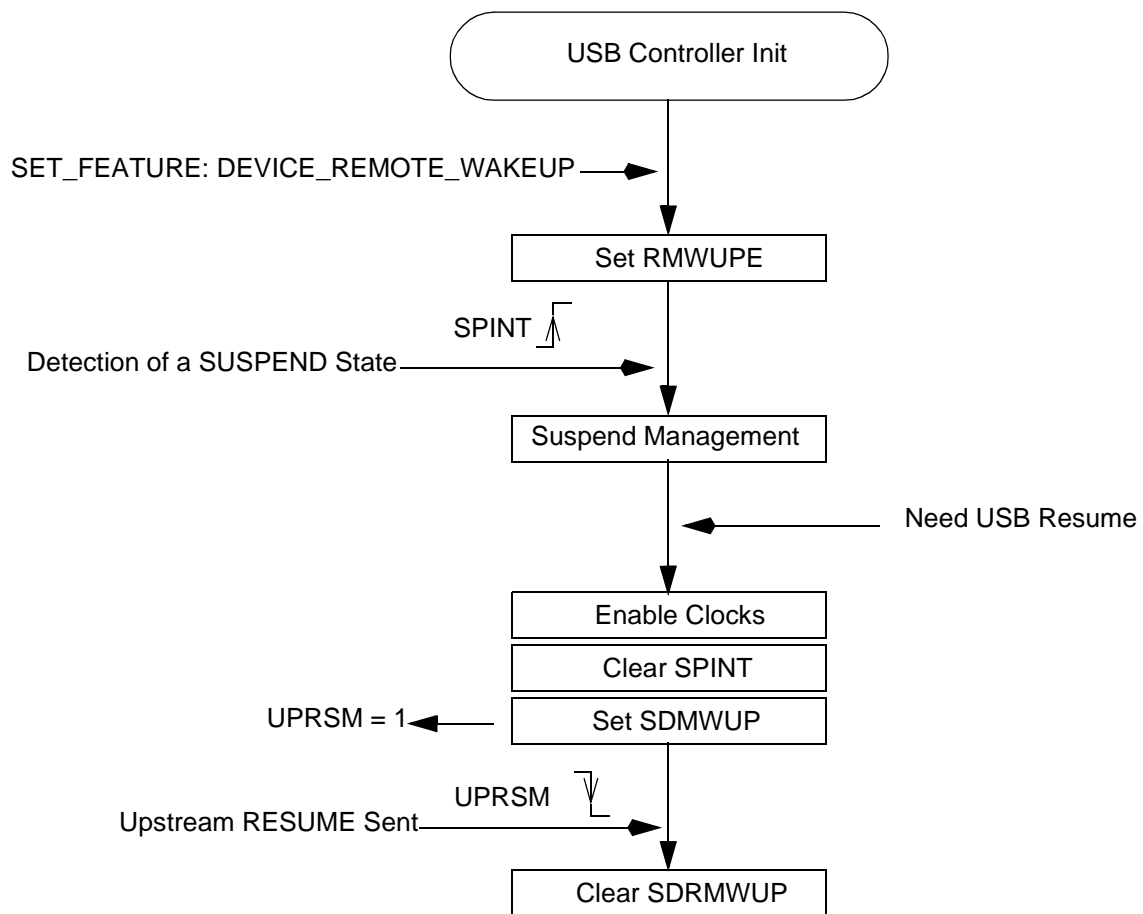 USB Controller Init
SET_FEATURE: DEVICE_REMOTE_WAKEUP
Set RMWUPE
SPINT
Detection of a SUSPEND State
Suspend Management
Need USB Resume
Enable Clocks
Clear SPINT
UPRSM = 1
Set SDMWUP
UPRSM
Upstream RESUME Sent
Clear SDRMWUP